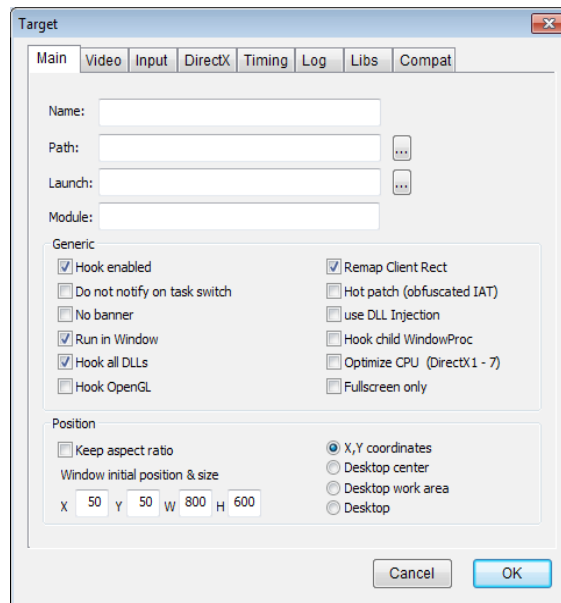 Target
Main Video Input DirectX Timing Log Libs Compat
Name:
Path:
...
Launch:
...
Module:
Generic
Hook enabled
Remap Client Rect
Do not notify on task switch
Hot patch (obfuscated IAT)
No banner
use DLL Injection
Run in Window
Hook child WindowProc
Hook all DLLs
Optimize CPU (DirectX1 - 7)
Hook OpenGL
Fullscreen only
Position
Keep aspect ratio
X,Y coordinates
Desktop center
Window initial position & size
Desktop work area
X 50 Y 50 W 800 H 600
Desktop
Cancel OK